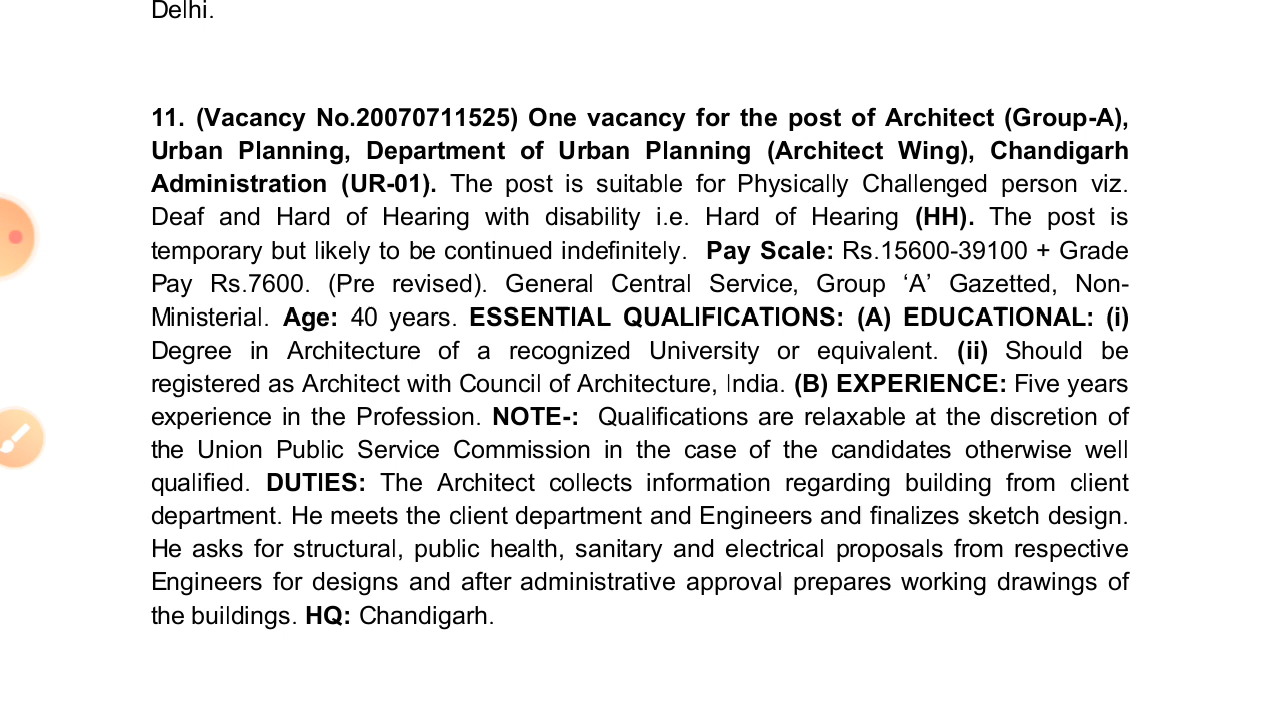 Delhi.
11. (Vacancy No.20070711525) One vacancy for the post of Architect (Group-A),
Urban Planning, Department of Urban Planning (Architect Wing), Chandigarh
Administration (UR-01). The post is suitable for Physically Challenged person viz.
Deaf and Hard of Hearing with disability i.e. Hard of Hearing (HH). The post is
temporary but likely to be continued indefinitely. Pay Scale: Rs.15600-39100 + Grade
Pay Rs.7600. (Pre revised). General Central Service, Group ‘A’ Gazetted, Non-
Ministerial. Age: 40 years. ESSENTIAL QUALIFICATIONS: (A) EDUCATIONAL: (i)
Degree in Architecture of a recognized University or equivalent. (ii) Should be
registered as Architect with Council of Architecture, India. (B) EXPERIENCE: Five years
experience in the Profession. NOTE-: Qualifications are relaxable at the discretion of
the Union Public Service Commission in the case of the candidates otherwise well
qualified. DUTIES: The Architect collects information regarding building from client
department. He meets the client department and Engineers and finalizes sketch design.
He asks for structural, public health, sanitary and electrical proposals from respective
Engineers for designs and after administrative approval prepares working drawings of
the buildings. HQ: Chandigarh.